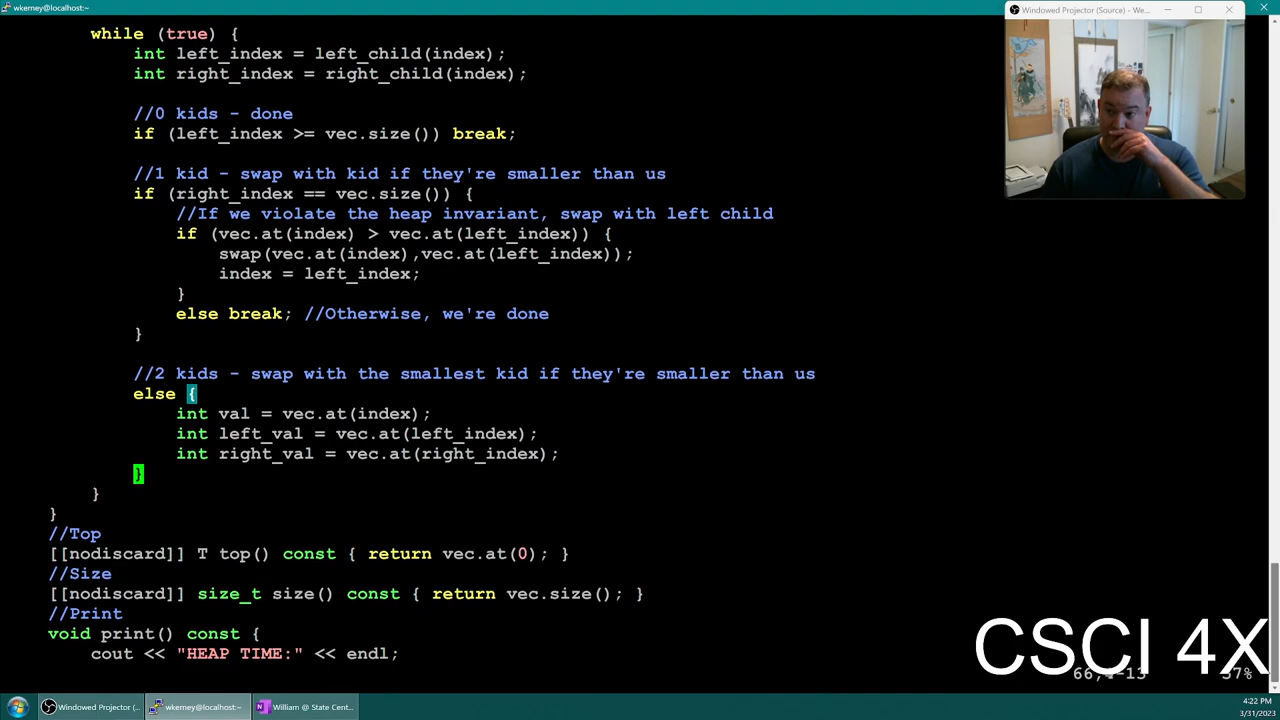 wkerney@localhost:~
Windowed Projector (Source) - We...
while (true) {
int left_index = left_child(index);
int right_index = right_child(index);
//0 kids - done
if (left_index >= vec.size()) break;
//1 kid - swap with kid if they're smaller than us
if (right_index == vec.size()) {
//If we violate the heap invariant, swap with left child
if (vec.at(index) > vec.at(left_index)) {
swap(vec.at(index),vec.at(left_index));
index = left_index;
}
else break; //Otherwise, we're done
}
//2 kids - swap with the smallest kid if they're smaller than us
else {
int val = vec.at(index);
int left_val = vec.at(left_index);
int right_val = vec.at(right_index);
}
}
}
//Top
[[nodiscard]] T top() const { return vec.at(0); }
//Size
[[nodiscard]] size_t size() const { return vec.size(); }
//Print
void print() const {
cout << "HEAP TIME:" << endl;
CSCI 4X
Windowed Projector (...
wkerney@localhost:~
William @ State Cent...
4:22 PM
3/31/2023